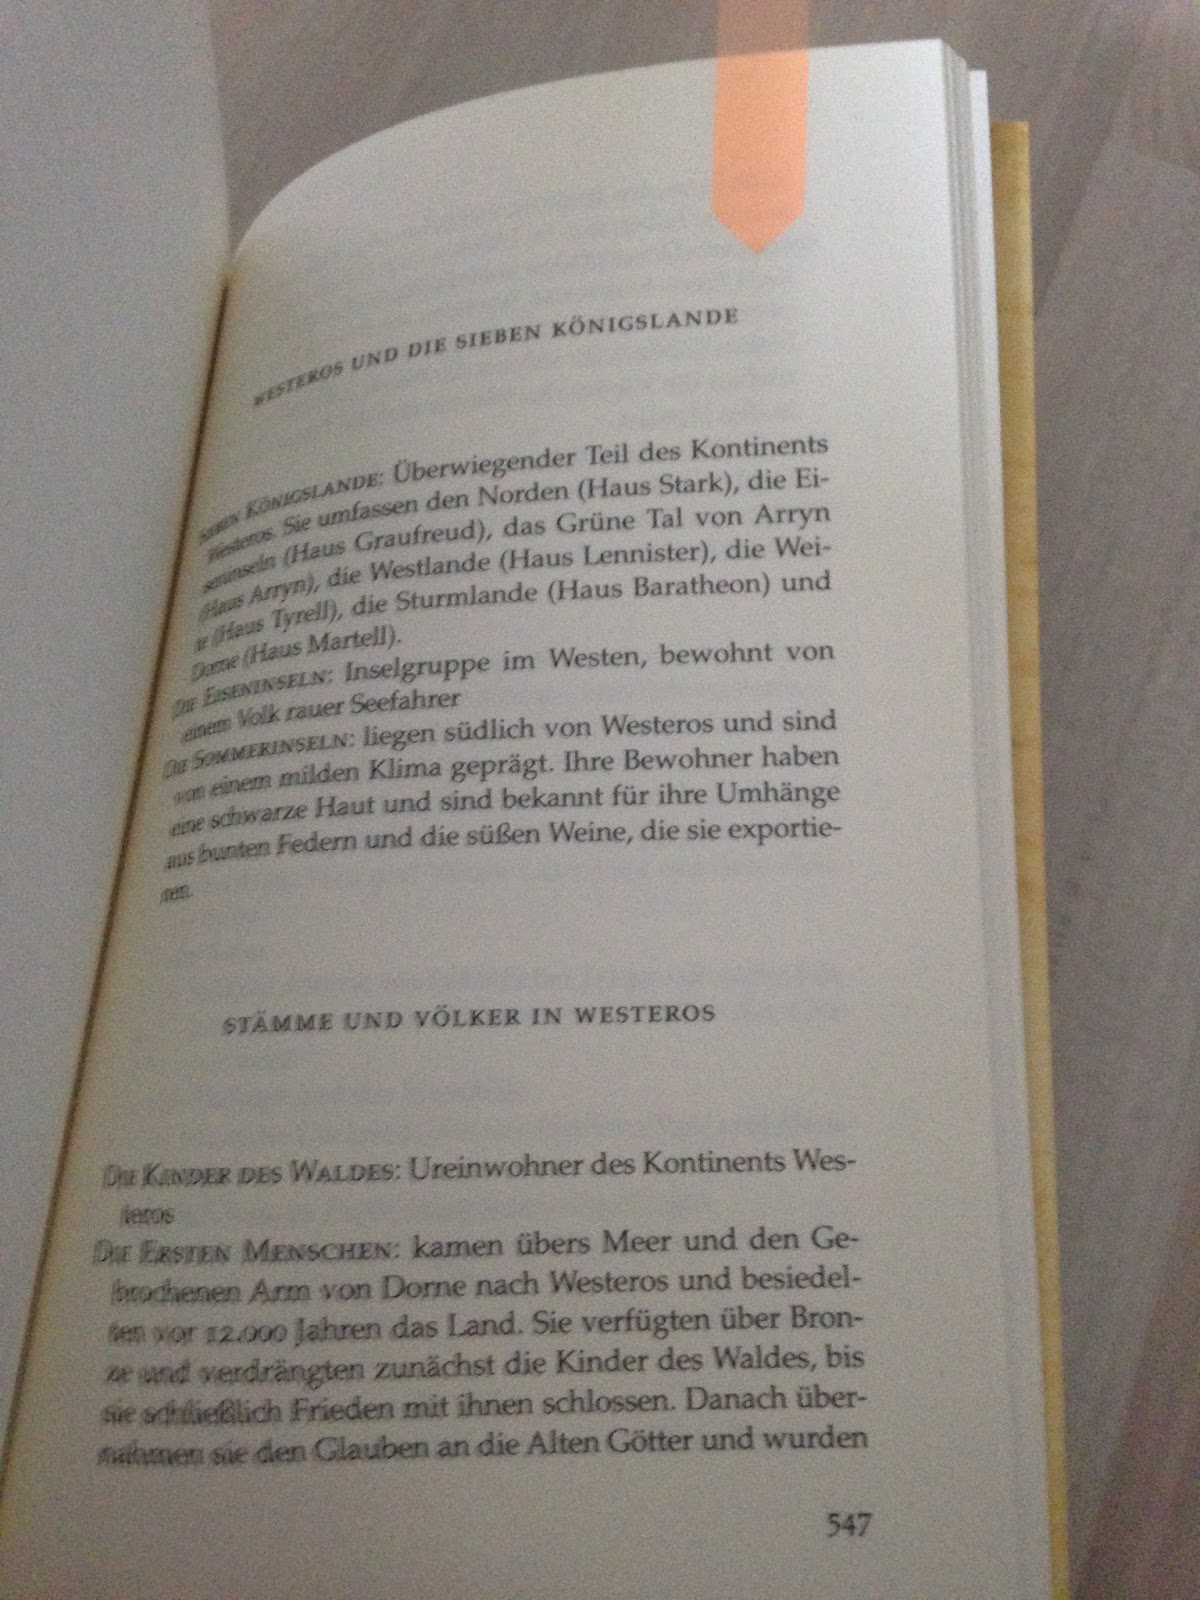 WESTEROS UND DIE SIEBEN KÖNIGSLANDE
SIEBEN KÖNIGSLANDE: Überwiegender Teil des Kontinents
Westeros. Sie umfassen den Norden (Haus Stark), die Ei-
seninseln (Haus Graufreud), das Grüne Tal von Arryn
(Haus Arryn), die Westlande (Haus Lennister), die Wei-
te (Haus Tyrell), die Sturmlande (Haus Baratheon) und
Dorne (Haus Martell).
DIE EISENINSELN: Inselgruppe im Westen, bewohnt von
einem Volk rauer Seefahrer
DIE SOMMERINSELN: liegen südlich von Westeros und sind
von einem milden Klima geprägt. Ihre Bewohner haben
eine schwarze Haut und sind bekannt für ihre Umhänge
aus bunten Federn und die süßen Weine, die sie exportie-
ren.
STÄMME UND VÖLKER IN WESTEROS
DIE KINDER DES WALDES: Ureinwohner des Kontinents Wes-
teros
DIE ERSTEN MENSCHEN: kamen übers Meer und den Ge-
brochenen Arm von Dorne nach Westeros und besiedel-
ten vor 12.000 Jahren das Land. Sie verfügten über Bron-
ze und verdrängten zunächst die Kinder des Waldes, bis
sie schließlich Frieden mit ihnen schlossen. Danach über-
nahmen sie den Glauben an die Alten Götter und wurden
547